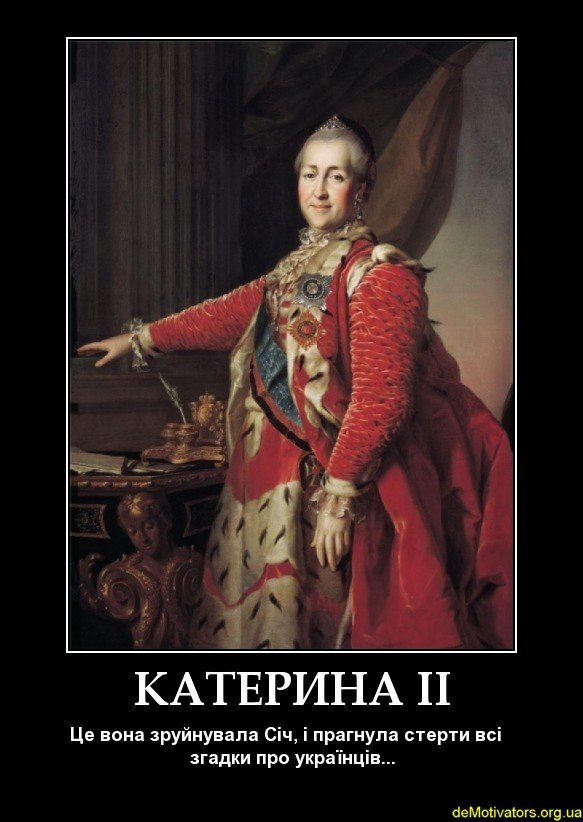 КАТЕРИНА II
Це вона зруйнувала Січ, і прагнула стерти всі
згадки про українців...
deMotivators.org.ua